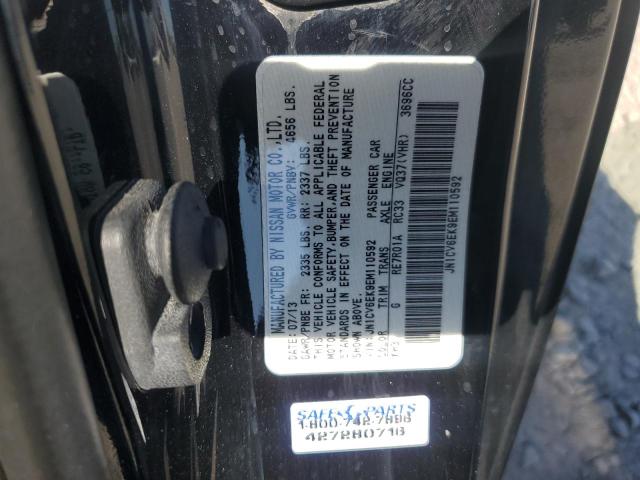 MANUFACTURED BY NISSAN MOTOR CO.,LTD.
DATE: 07/13 GVWR/PNBV: 4656 LBS.
GAWR/PNBE FR: 2335 LBS. RR: 2337 LBS.
THIS VEHICLE CONFORMS TO ALL APPLICABLE FEDERAL
MOTOR VEHICLE SAFETY,BUMPER,AND THEFT PREVENTION
STANDARDS IN EFFECT ON THE DATE OF MANUFACTURE
SHOWN ABOVE.
VIN:JN1CV6EK9EM110592 PASSENGER CAR
COLOR TRIM TRANS AXLE ENGINE
G RE7R01A RC33 VQ37(VHR) 3696CC
JN1CV6EK9EM110592
SAFE PARTS
1-800-742-7896
427280716